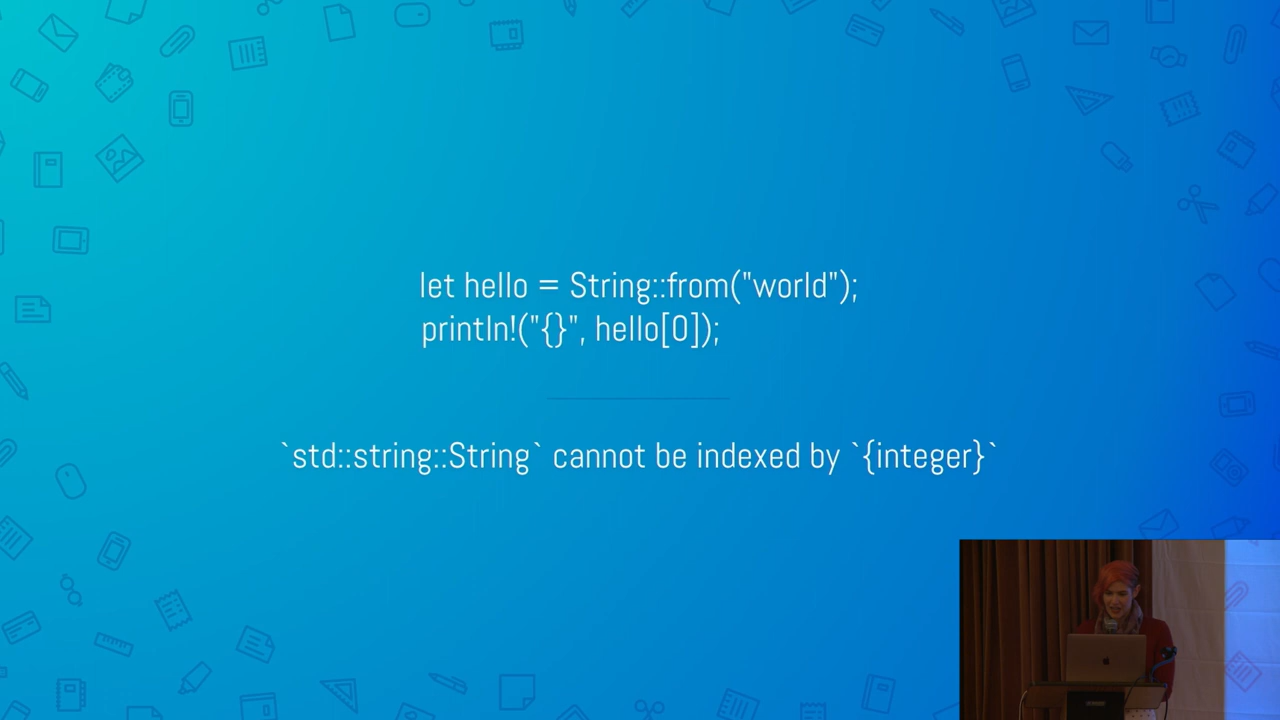 let hello = String::from("world");
println!("{}", hello[0]);
`std::string::String` cannot be indexed by `{integer}`